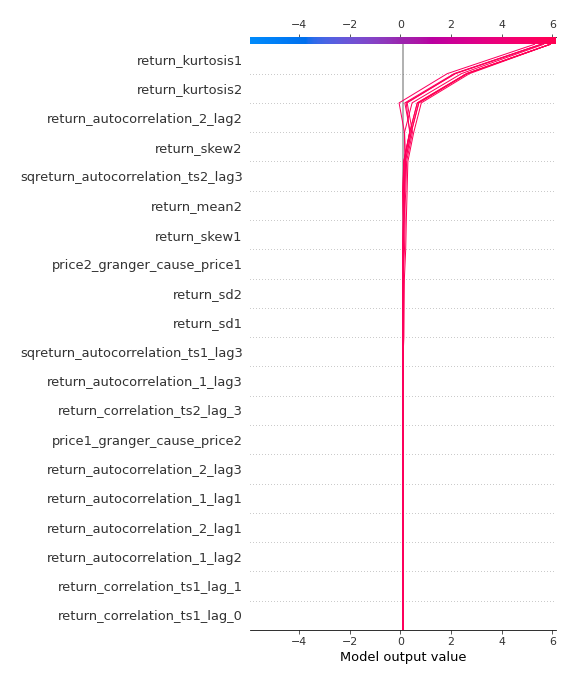 −4 −2 0 2 4 6
return_kurtosis1
return_kurtosis2
return_autocorrelation_2_lag2
return_skew2
sqreturn_autocorrelation_ts2_lag3
return_mean2
return_skew1
price2_granger_cause_price1
return_sd2
return_sd1
sqreturn_autocorrelation_ts1_lag3
return_autocorrelation_1_lag3
return_correlation_ts2_lag_3
price1_granger_cause_price2
return_autocorrelation_2_lag3
return_autocorrelation_1_lag1
return_autocorrelation_2_lag1
return_autocorrelation_1_lag2
return_correlation_ts1_lag_1
return_correlation_ts1_lag_0
−4 −2 0 2 4 6
Model output value